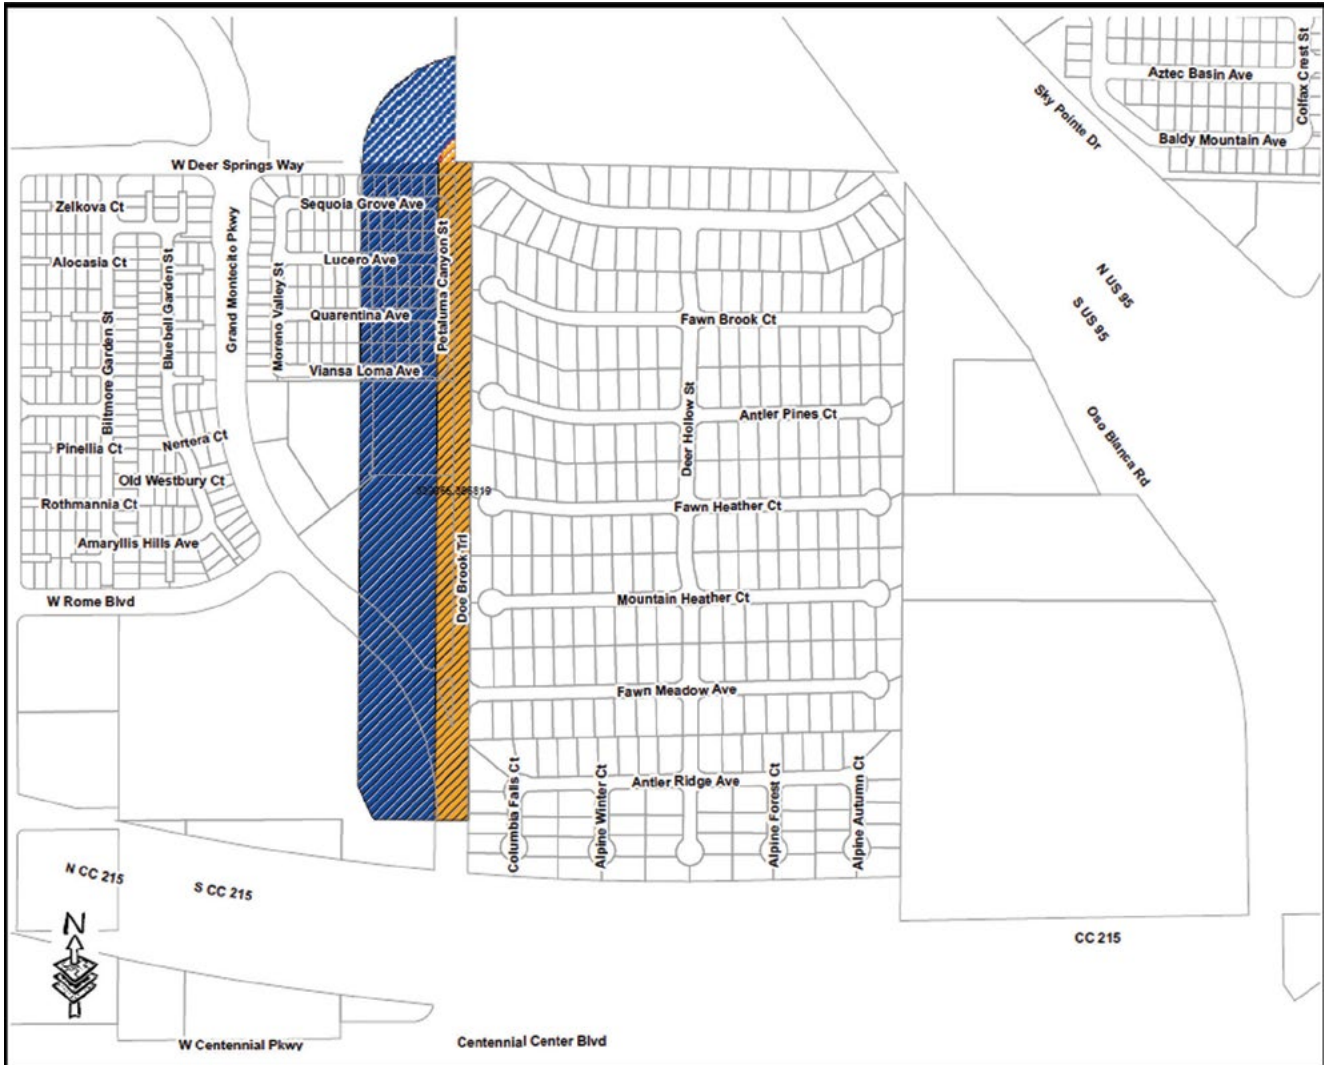 Colfax Crest St
Aztec Basin Ave
Sky Pointe Dr
Baldy Mountain Ave
W Deer Springs Way
Zelkova Ct
Sequoia Grove Ave
Grand Montecito Pkwy
Petaluma Canyon St
Alocasia Ct
Bluebell Garden St
Moreno Valley St
Lucero Ave
N US 95
S US 95
Quarentina Ave
Fawn Brook Ct
Biltmore Garden St
Viansa Loma Ave
Deer Hollow St
Antler Pines Ct
Oso Blanca Rd
Pinellia Ct
Nertera Ct
Old Westbury Ct
Rothmannia Ct
Fawn Heather Ct
Amaryllis Hills Ave
Doe Brook Trl
W Rome Blvd
Mountain Heather Ct
Fawn Meadow Ave
Antler Ridge Ave
Columbia Falls Ct
Alpine Winter Ct
Alpine Forest Ct
Alpine Autumn Ct
N CC 215
S CC 215
N
CC 215
W Centennial Pkwy
Centennial Center Blvd